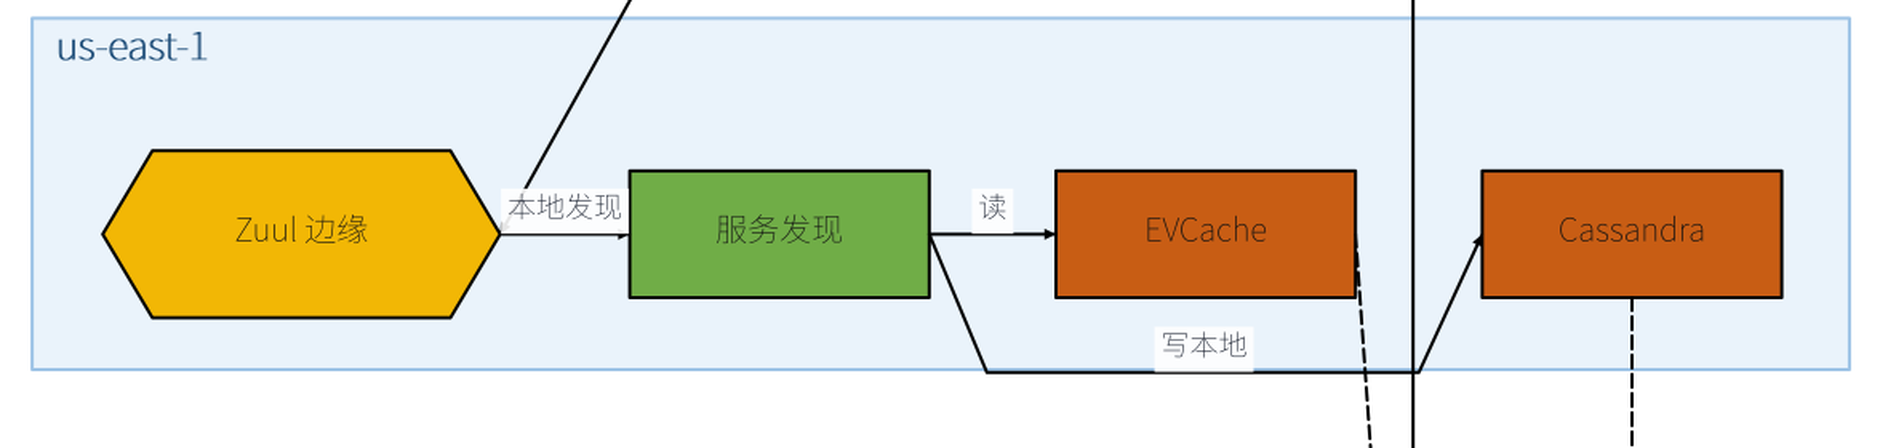 us-east-1
本地发现
读
Zuul 边缘
服务发现
EVCache
Cassandra
写本地